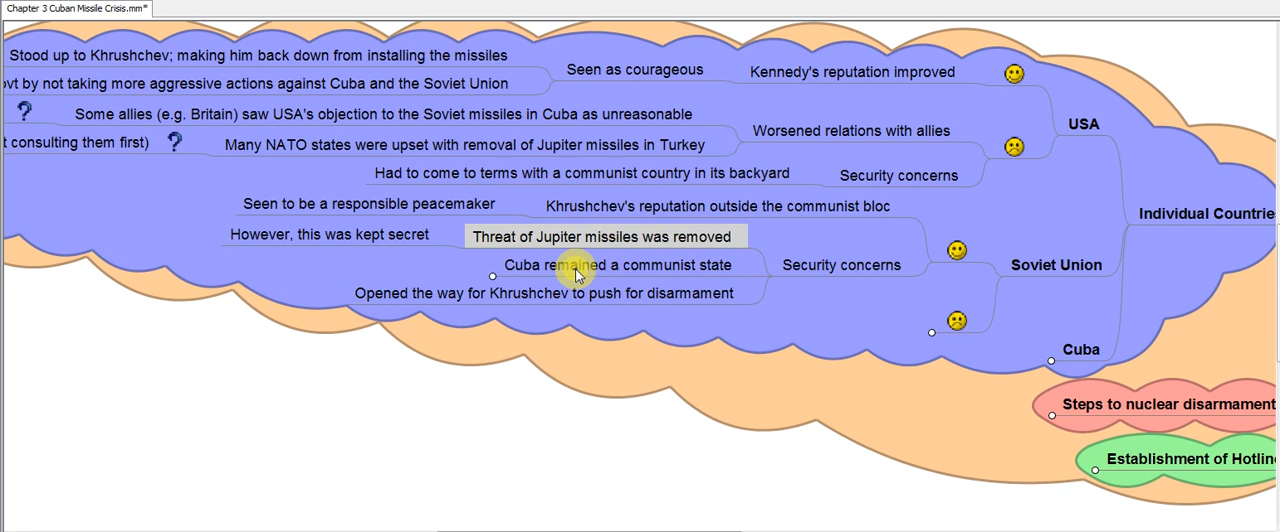 Chapter 3 Cuban Missile Crisis.mm*
Stood up to Khrushchev; making him back down from installing the missiles
Seen as courageous
Kennedy's reputation improved
ovt by not taking more aggressive actions against Cuba and the Soviet Union
Some allies (e.g. Britain) saw USA's objection to the Soviet missiles in Cuba as unreasonable
Worsened relations with allies
USA
t consulting them first)
Many NATO states were upset with removal of Jupiter missiles in Turkey
Had to come to terms with a communist country in its backyard
Security concerns
Seen to be a responsible peacemaker
Khrushchev's reputation outside the communist bloc
Individual Countrie
However, this was kept secret
Threat of Jupiter missiles was removed
Cuba remained a communist state
Security concerns
Soviet Union
Opened the way for Khrushchev to push for disarmament
Cuba
Steps to nuclear disarmament
Establishment of Hotline